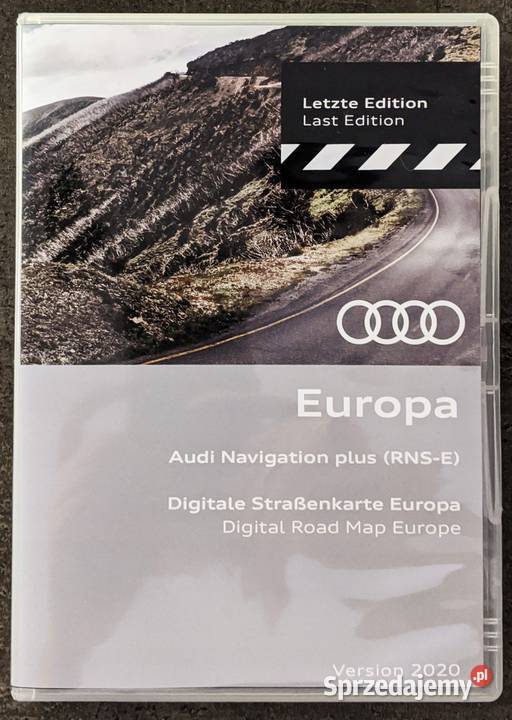 Letzte Edition
Last Edition
Europa
Audi Navigation plus (RNS-E)
Digitale Straßenkarte Europa
Digital Road Map Europe
Version 2020
Sprzedajemy.pl